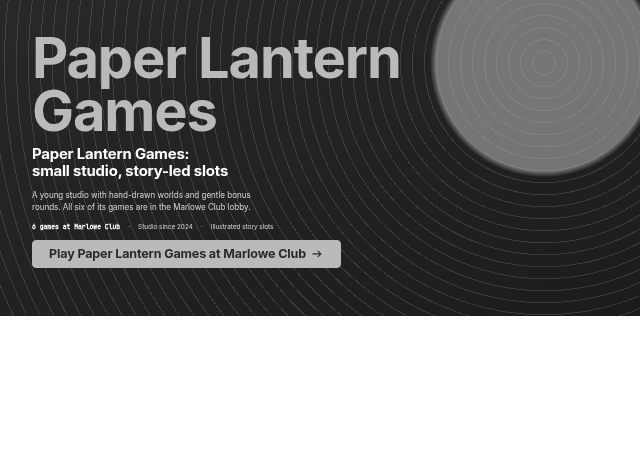 Paper Lantern
Games
Paper Lantern Games:
small studio, story-led slots
A young studio with hand-drawn worlds and gentle bonus
rounds. All six of its games are in the Marlowe Club lobby.
6 games at Marlowe Club · Studio since 2024 · Illustrated story slots
Play Paper Lantern Games at Marlowe Club →